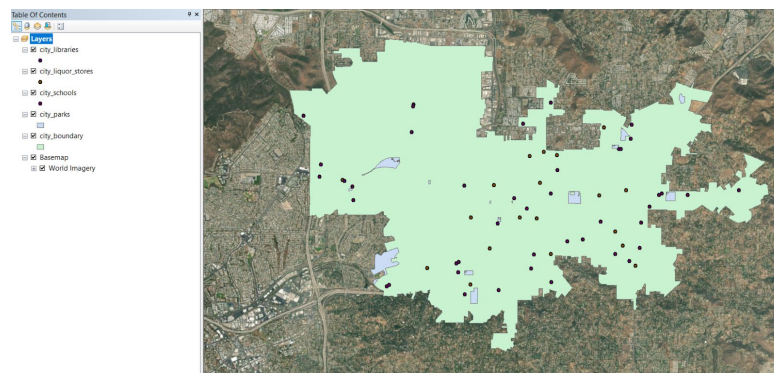 Table Of Contents
Layers
city_libraries
city_liquor_stores
city_schools
city_parks
city_boundary
Basemap
World Imagery